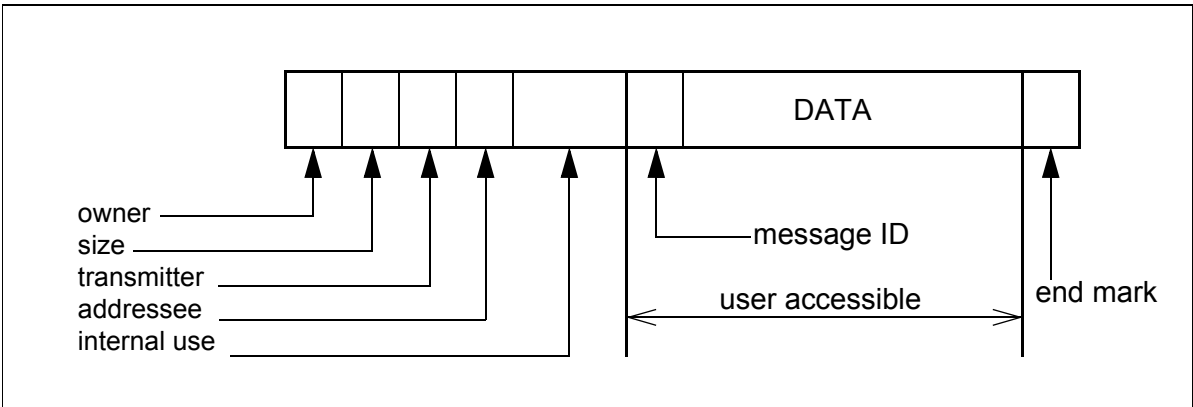 DATA
owner
size
transmitter
addressee
internal use
message ID
user accessible
end mark